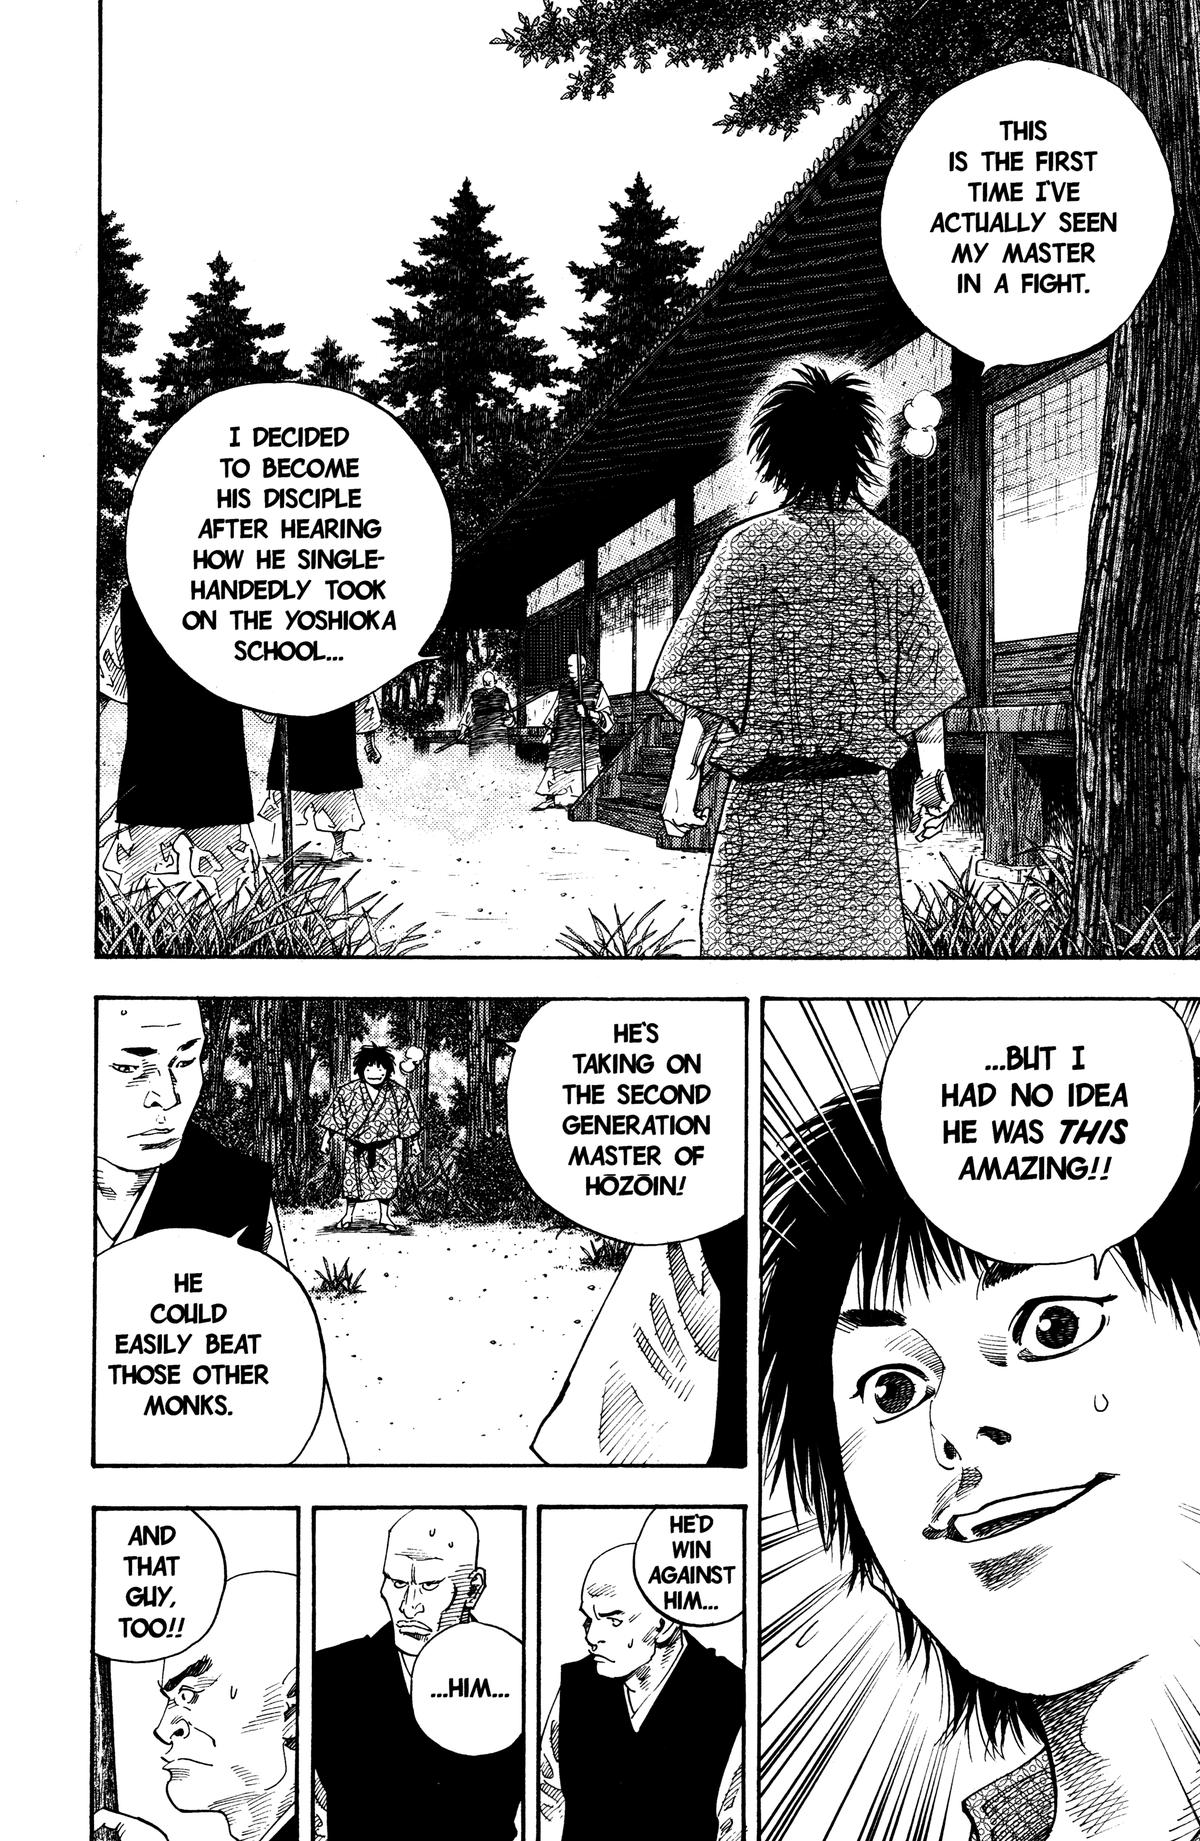 THIS
IS THE FIRST
TIME I'VE
ACTUALLY SEEN
MY MASTER
IN A FIGHT.
I DECIDED
TO BECOME
HIS DISCIPLE
AFTER HEARING
HOW HE SINGLE-
HANDEDLY TOOK
ON THE YOSHIOKA
SCHOOL...
...BUT I
HAD NO IDEA
HE WAS THIS
AMAZING!!
HE'S
TAKING ON
THE SECOND
GENERATION
MASTER OF
HŌZŌIN!
HE
COULD
EASILY BEAT
THOSE OTHER
MONKS.
HE'D
WIN
AGAINST
HIM...
...HIM...
AND
THAT
GUY,
TOO!!